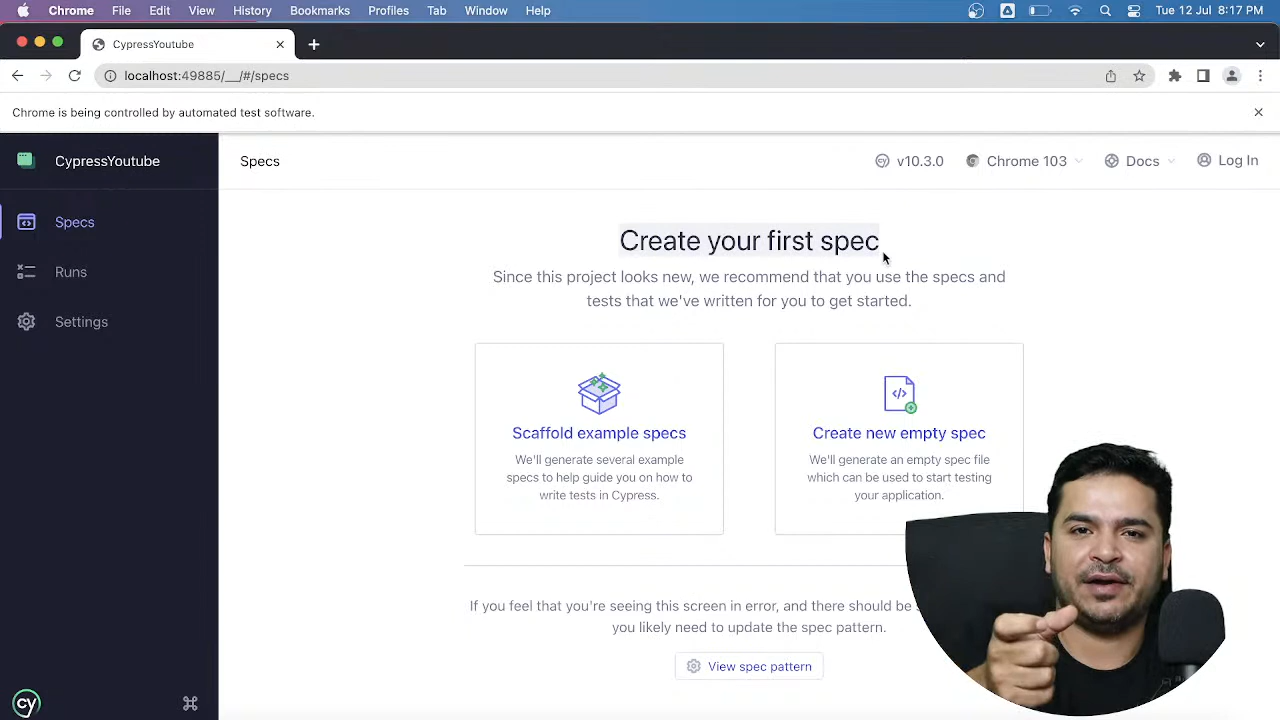 Chrome File Edit View History Bookmarks Profiles Tab Window Help Tue 12 Jul 8:17 PM
CypressYoutube
localhost:49885/__/#/specs
Chrome is being controlled by automated test software.
CypressYoutube
Specs
Runs
Settings
cy
Specs
v10.3.0 Chrome 103 Docs Log In
Create your first spec
Since this project looks new, we recommend that you use the specs and
tests that we've written for you to get started.
Scaffold example specs
We'll generate several example
specs to help guide you on how to
write tests in Cypress.
Create new empty spec
We'll generate an empty spec file
which can be used to start testing
your application.
If you feel that you're seeing this screen in error, and there should be
you likely need to update the spec pattern.
View spec pattern